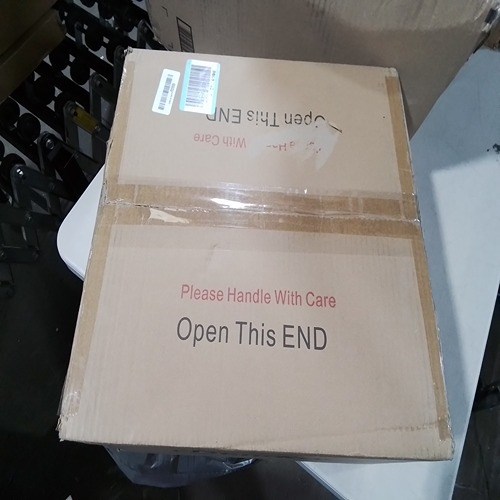 Please Handle With Care
Open This END
Open This END
With Care